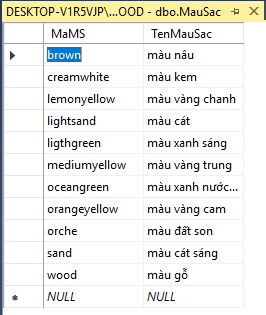 DESKTOP-V1R5VJP\...OOD - dbo.MauSac
MaMS TenMauSac
brown màu nâu
creamwhite màu kem
lemonyellow màu vàng chanh
lightsand màu cát
ligthgreen màu xanh sáng
mediumyellow màu vàng trung
oceangreen màu xanh nước...
orangeyellow màu vàng cam
orche màu đất son
sand màu cát sáng
wood màu gỗ
NULL NULL